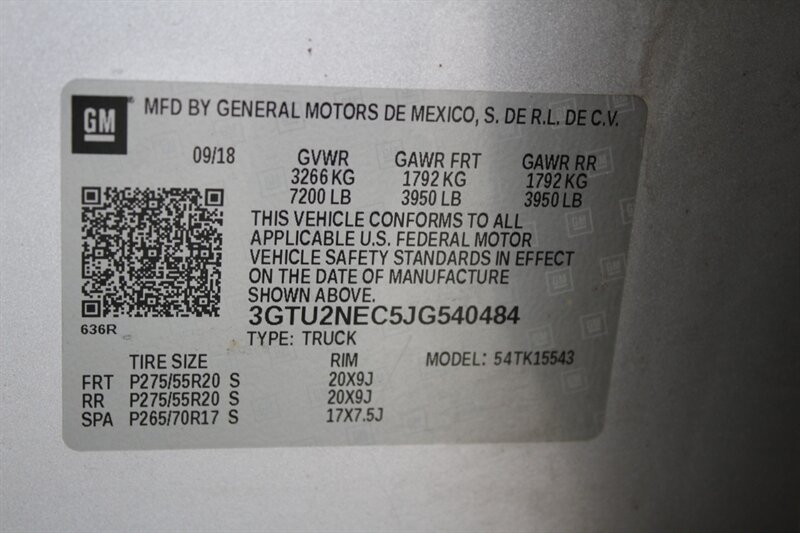 GM MFD BY GENERAL MOTORS DE MEXICO, S. DE R.L. DE C.V.
09/18 GVWR GAWR FRT GAWR RR
3266 KG 1792 KG 1792 KG
7200 LB 3950 LB 3950 LB
THIS VEHICLE CONFORMS TO ALL
APPLICABLE U.S. FEDERAL MOTOR
VEHICLE SAFETY STANDARDS IN EFFECT
ON THE DATE OF MANUFACTURE
SHOWN ABOVE.
3GTU2NEC5JG540484
636R
TYPE: TRUCK
TIRE SIZE RIM MODEL: 54TK15543
FRT P275/55R20 S 20X9J
RR P275/55R20 S 20X9J
SPA P265/70R17 S 17X7.5J